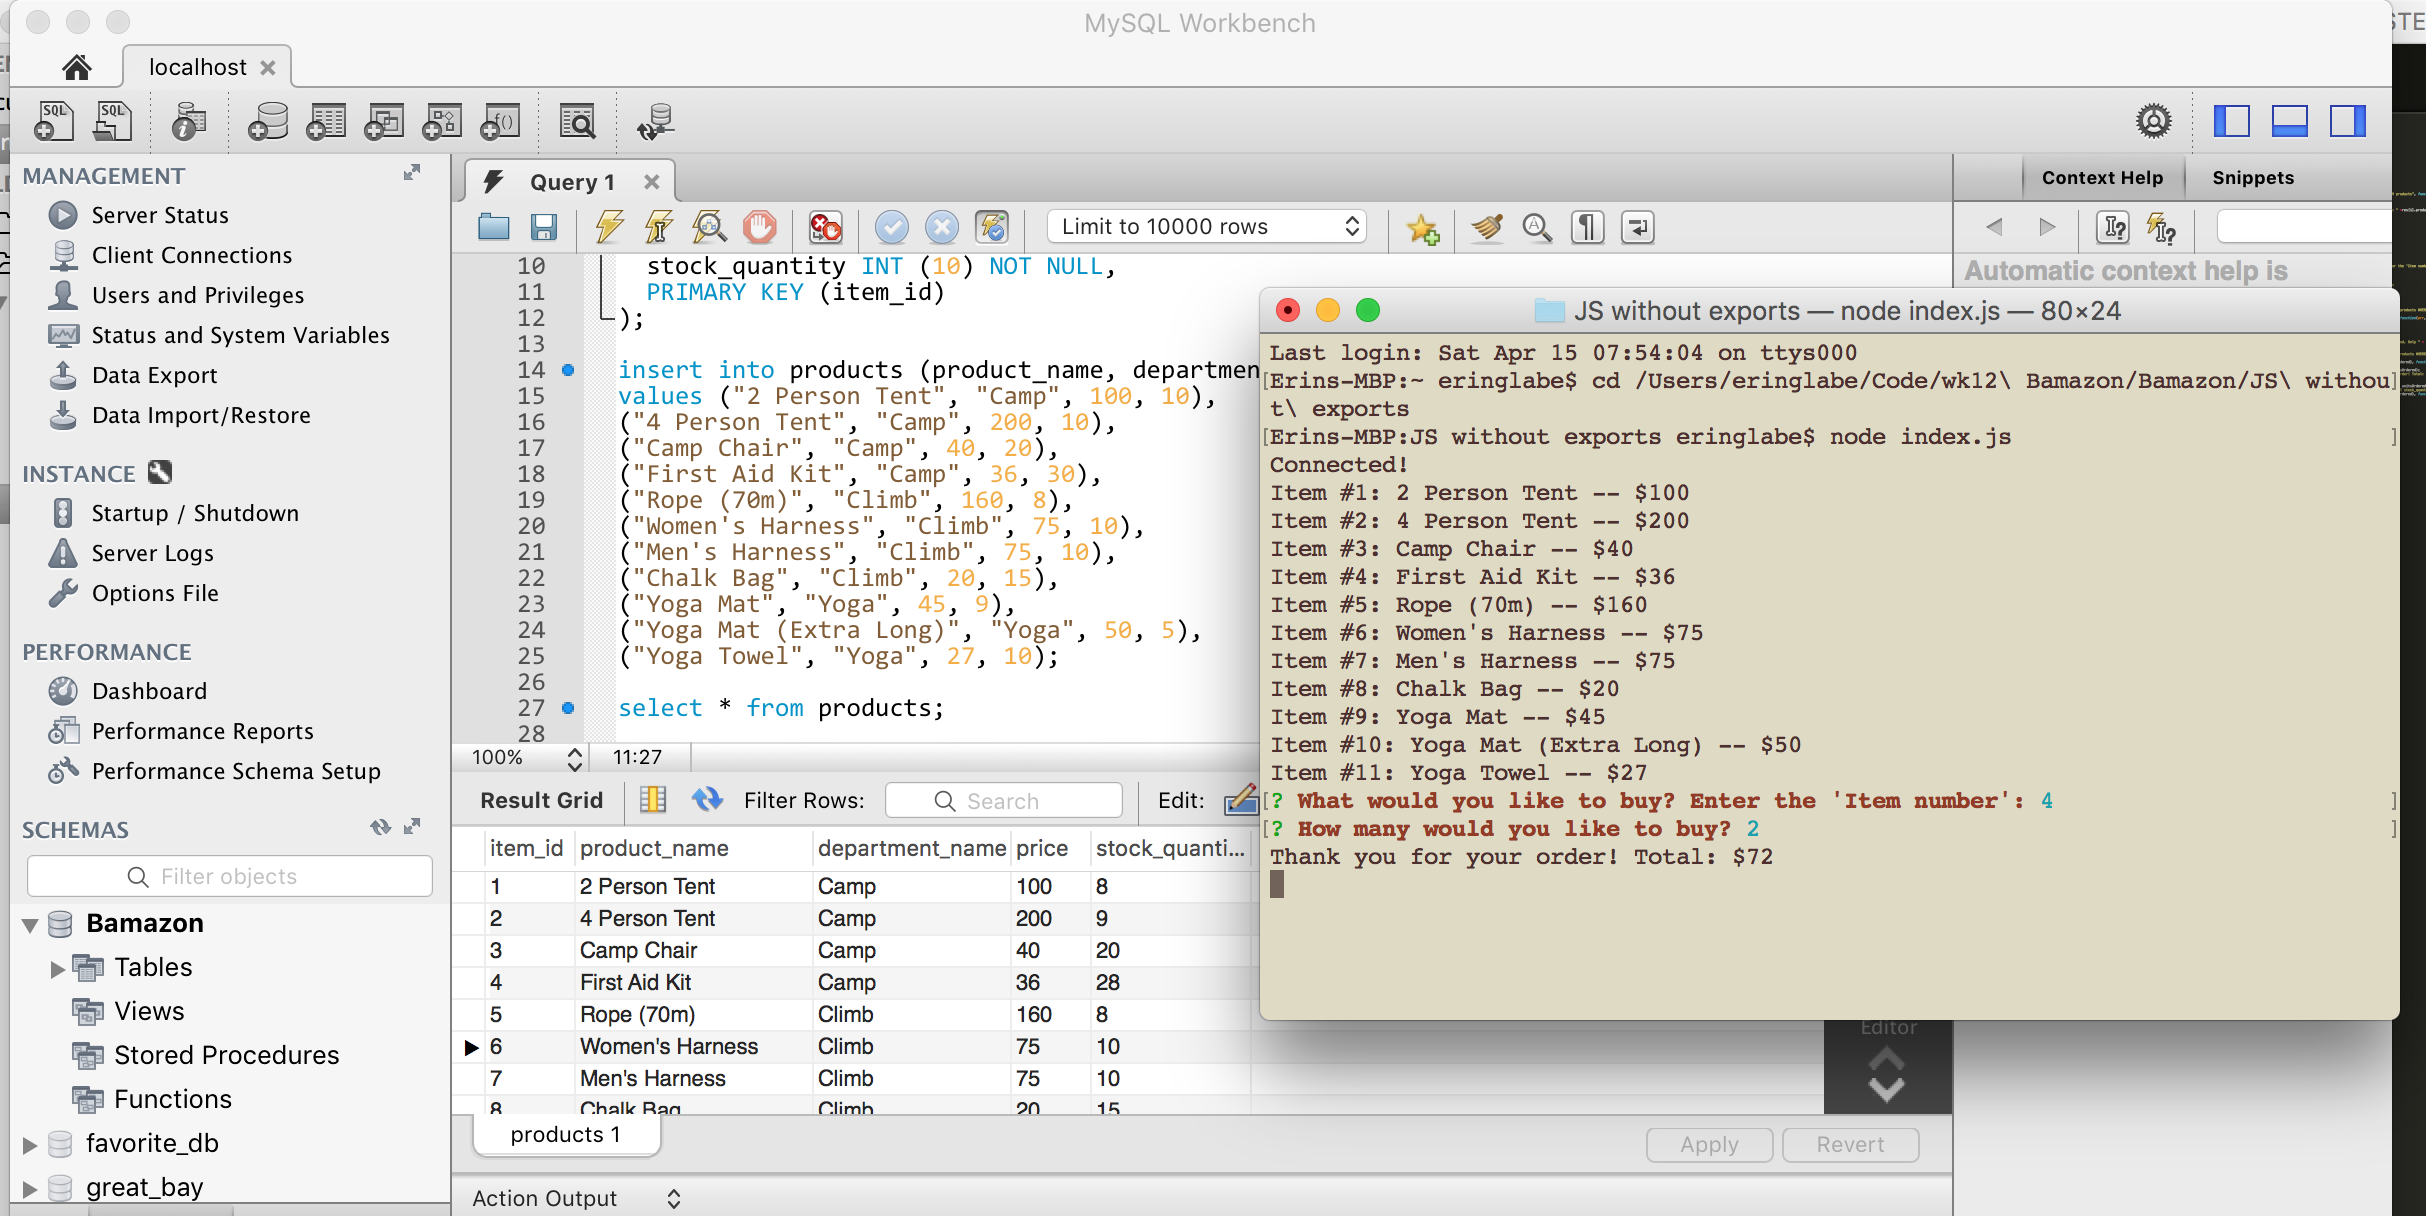 MySQL Workbench
localhost
MANAGEMENT
Server Status
Client Connections
Users and Privileges
Status and System Variables
Data Export
Data Import/Restore
INSTANCE
Startup / Shutdown
Server Logs
Options File
PERFORMANCE
Dashboard
Performance Reports
Performance Schema Setup
SCHEMAS
Filter objects
Bamazon
Tables
Views
Stored Procedures
Functions
favorite_db
great_bay
Query 1
Limit to 10000 rows
10 stock_quantity INT (10) NOT NULL,
11 PRIMARY KEY (item_id)
12 );
13
14 insert into products (product_name, departmen
15 values ("2 Person Tent", "Camp", 100, 10),
16 ("4 Person Tent", "Camp", 200, 10),
17 ("Camp Chair", "Camp", 40, 20),
18 ("First Aid Kit", "Camp", 36, 30),
19 ("Rope (70m)", "Climb", 160, 8),
20 ("Women's Harness", "Climb", 75, 10),
21 ("Men's Harness", "Climb", 75, 10),
22 ("Chalk Bag", "Climb", 20, 15),
23 ("Yoga Mat", "Yoga", 45, 9),
24 ("Yoga Mat (Extra Long)", "Yoga", 50, 5),
25 ("Yoga Towel", "Yoga", 27, 10);
26
27 select * from products;
28
100% 11:27
Result Grid Filter Rows: Search Edit:
item_id product_name department_name price stock_quanti...
1 2 Person Tent Camp 100 8
2 4 Person Tent Camp 200 9
3 Camp Chair Camp 40 20
4 First Aid Kit Camp 36 28
5 Rope (70m) Climb 160 8
6 Women's Harness Climb 75 10
7 Men's Harness Climb 75 10
8 Chalk Bag Climb 20 15
products 1
Apply Revert
Action Output
Context Help Snippets
Automatic context help is
Editor
JS without exports — node index.js — 80×24
Last login: Sat Apr 15 07:54:04 on ttys000
[Erins-MBP:~ eringlabe$ cd /Users/eringlabe/Code/wk12\ Bamazon/Bamazon/JS\ withou]
t\ exports
[Erins-MBP:JS without exports eringlabe$ node index.js ]
Connected!
Item #1: 2 Person Tent -- $100
Item #2: 4 Person Tent -- $200
Item #3: Camp Chair -- $40
Item #4: First Aid Kit -- $36
Item #5: Rope (70m) -- $160
Item #6: Women's Harness -- $75
Item #7: Men's Harness -- $75
Item #8: Chalk Bag -- $20
Item #9: Yoga Mat -- $45
Item #10: Yoga Mat (Extra Long) -- $50
Item #11: Yoga Towel -- $27
[? What would you like to buy? Enter the 'Item number': 4 ]
[? How many would you like to buy? 2 ]
Thank you for your order! Total: $72